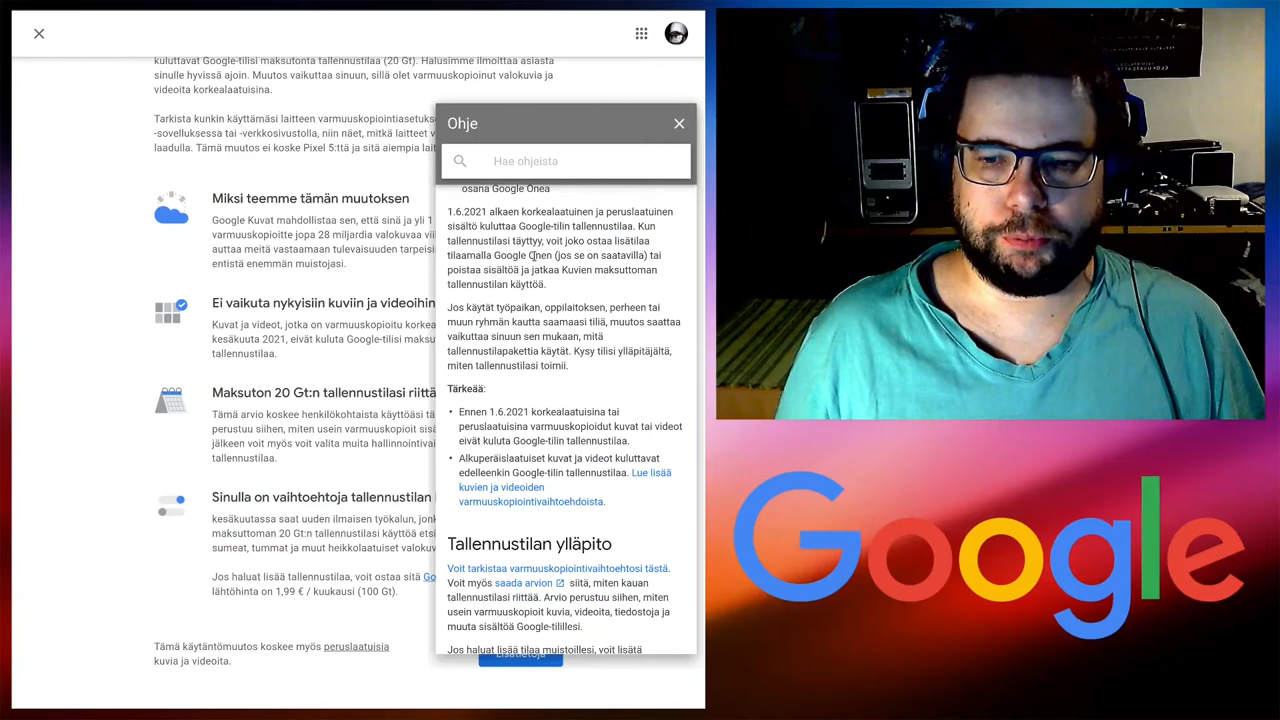 kuluttavat Google-tilisi maksutonta tallennustilaa (20 Gt). Halusimme ilmoittaa asiasta
sinulle hyvissä ajoin. Muutos vaikuttaa sinuun, sillä olet varmuuskopioinut valokuvia ja
videoita korkealaatuisina.
Tarkista kunkin käyttämäsi laitteen varmuuskopiointiasetuks
-sovelluksessa tai -verkkosivustolla, niin näet, mitkä laitteet v
laadulla. Tämä muutos ei koske Pixel 5:ttä ja sitä aiempia lait
Miksi teemme tämän muutoksen
Google Kuvat mahdollistaa sen, että sinä ja yli 1
varmuuskopioitte jopa 28 miljardia valokuvaa vii
auttaa meitä vastaamaan tulevaisuuden tarpeisi
entistä enemmän muistojasi.
Ei vaikuta nykyisiin kuviin ja videoihin
Kuvat ja videot, jotka on varmuuskopioitu korkea
kesäkuuta 2021, eivät kuluta Google-tilisi maksu
tallennustilaa.
Maksuton 20 Gt:n tallennustilasi riittä
Tämä arvio koskee henkilökohtaista käyttöäsi tä
perustuu siihen, miten usein varmuuskopioit sisä
jälkeen voit myös voit valita muita hallinnointivai
tallennustilan.
Sinulla on vaihtoehtoja tallennustilan
kesäkuutassa saat uuden ilmaisen työkalun, jonk
maksuttoman 20 Gt:n tallennustilasi käyttöä etsi
sumeat, tummat ja muut heikkolaatuiset valokuv
Jos haluat lisää tallennustilaa, voit ostaa sitä Go
lähtöhinta on 1,99 € / kuukausi (100 Gt).
Tämä käytäntömuutos koskee myös peruslaatuisia
kuvia ja videoita.
Ohje
Hae ohjeista
osana Google Onea
1.6.2021 alkaen korkealaatuinen ja peruslaatuinen
sisältö kuluttaa Google-tilin tallennustilaa. Kun
tallennustilasi täyttyy, voit joko ostaa lisätilaa
tilaamalla Google Onen (jos se on saatavilla) tai
poistaa sisältöä ja jatkaa Kuvien maksuttoman
tallennustilan käyttöä.
Jos käytät työpaikan, oppilaitoksen, perheen tai
muun ryhmän kautta saamaasi tiliä, muutos saattaa
vaikuttaa sinuun sen mukaan, mitä
tallennustilapakettia käytät. Kysy tilisi ylläpitäjältä,
miten tallennustilasi toimii.
Tärkeää:
• Ennen 1.6.2021 korkealaatuisina tai
peruslaatuisina varmuuskopioidut kuvat tai videot
eivät kuluta Google-tilin tallennustilaa.
• Alkuperäislaatuiset kuvat ja videot kuluttavat
edelleenkin Google-tilin tallennustilaa. Lue lisää
kuvien ja videoiden
varmuuskopiointivaihtoehdoista.
Tallennustilan ylläpito
Voit tarkistaa varmuuskopiointivaihtoehtosi tästä.
Voit myös saada arvion siitä, miten kauan
tallennustilasi riittää. Arvio perustuu siihen, miten
usein varmuuskopioit kuvia, videoita, tiedostoja ja
muuta sisältöä Google-tilillesi.
Jos haluat lisää tilaa muistoillesi, voit lisätä
Lisätietoja
Google